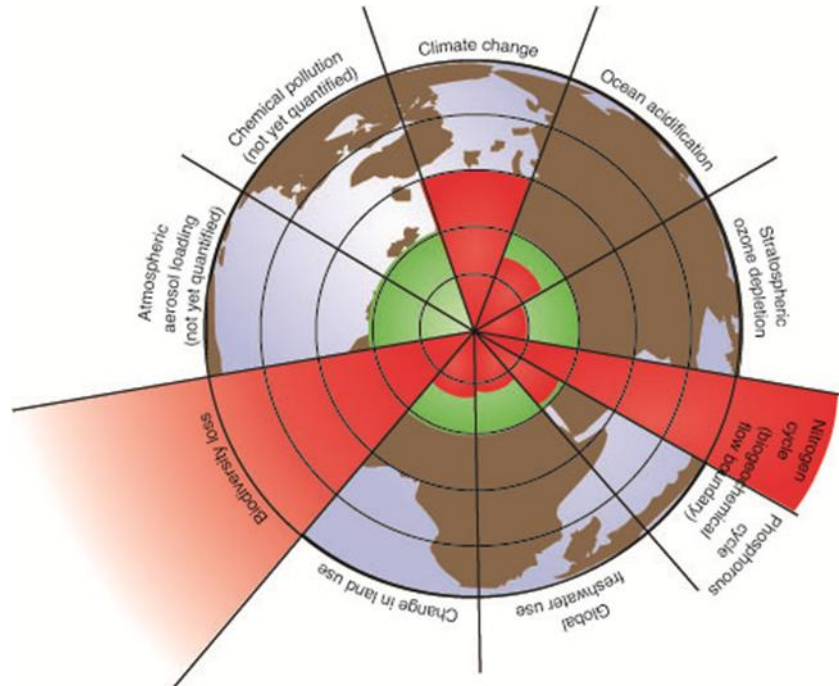 Climate change
Ocean acidification
Stratospheric
ozone depletion
Nitrogen
cycle
(biogeochemical
flow boundary)
Phosphorous
cycle
Global
freshwater use
Change in land use
Biodiversity loss
Atmospheric
aerosol loading
(not yet quantified)
Chemical pollution
(not yet quantified)